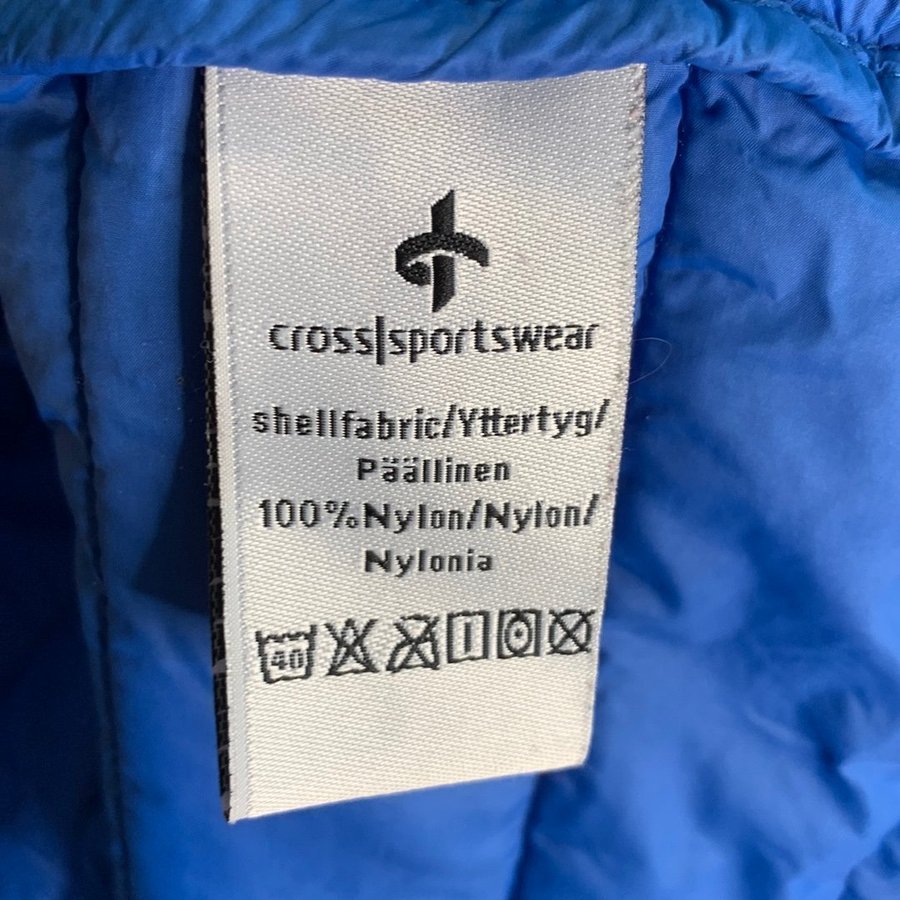 cross|sportswear
shellfabric/Yttertyg/
Päällinen
100%Nylon/Nylon/
Nylonia
40